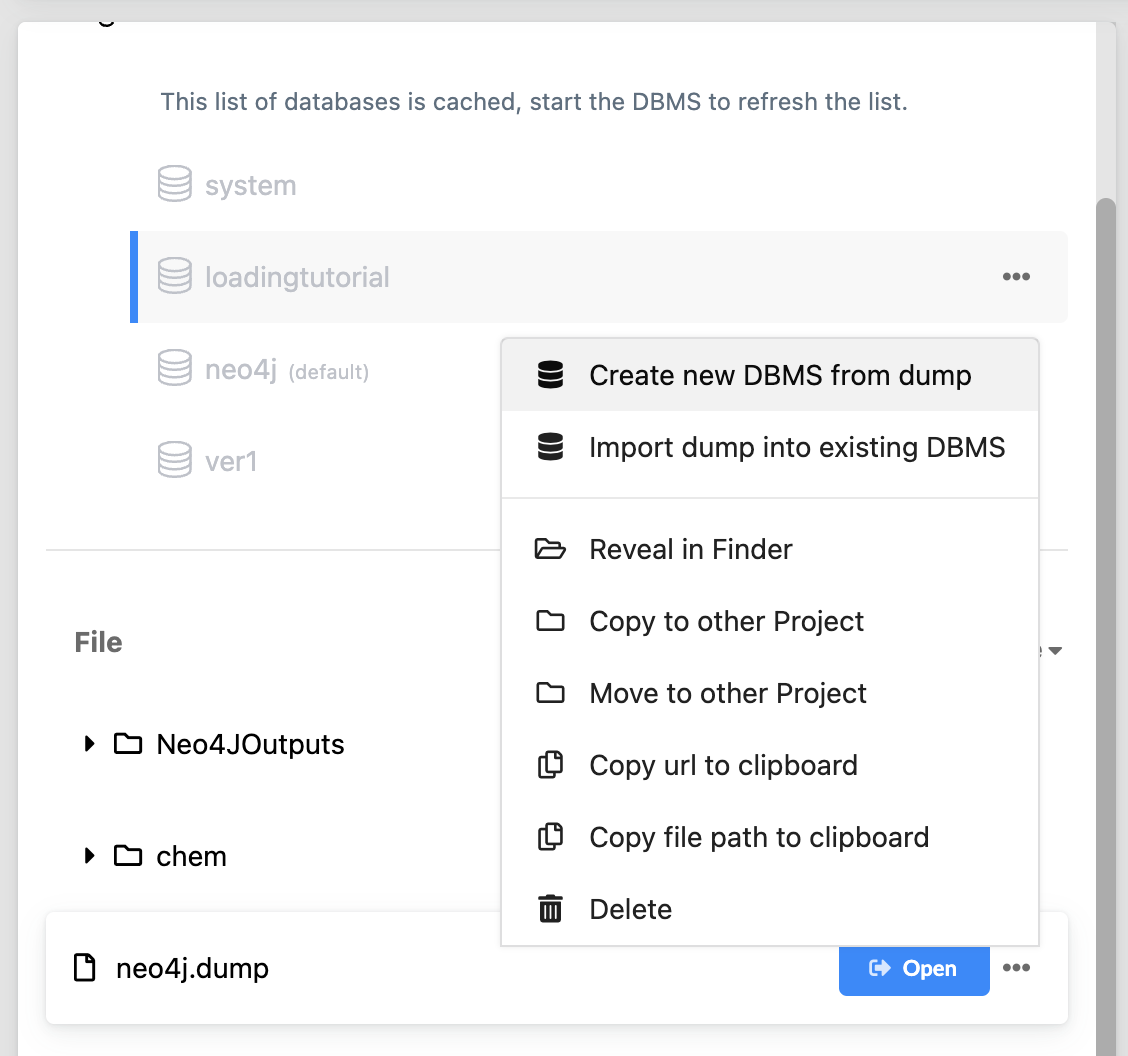 This list of databases is cached, start the DBMS to refresh the list.
system
loadingtutorial
neo4j (default)
ver1
Create new DBMS from dump
Import dump into existing DBMS
Reveal in Finder
Copy to other Project
Move to other Project
Copy url to clipboard
Copy file path to clipboard
Delete
File
Neo4JOutputs
chem
neo4j.dump
Open